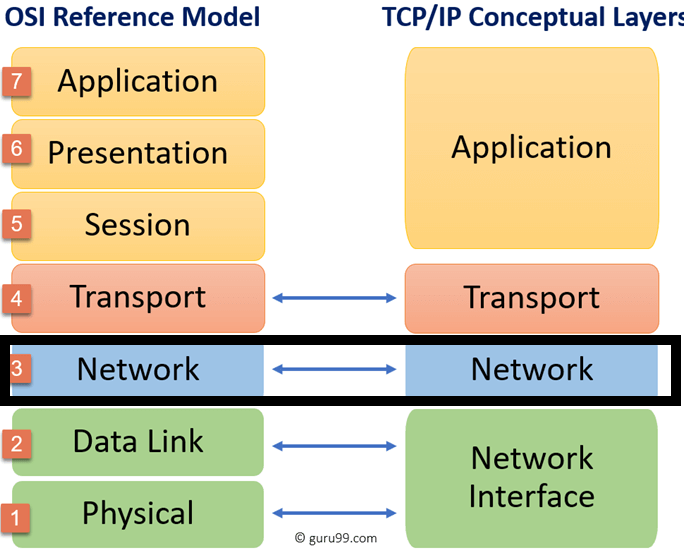 OSI Reference Model
TCP/IP Conceptual Layers
7 Application
6 Presentation
5 Session
Application
4 Transport
Transport
3 Network
Network
2 Data Link
1 Physical
Network
Interface
© guru99.com